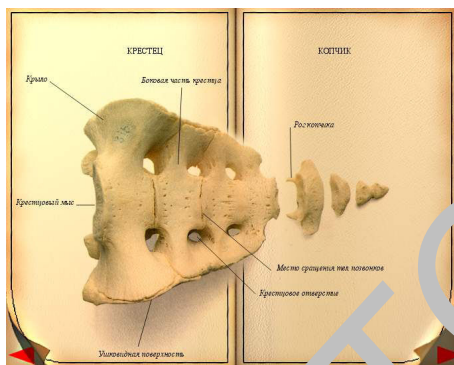 КРЕСТЕЦ
КОПЧИК
Крыло
Боковая часть крестца
Рог копчика
Крестцовый мыс
Место сращения тел позвонков
Крестцовое отверстие
Ушковидная поверхность